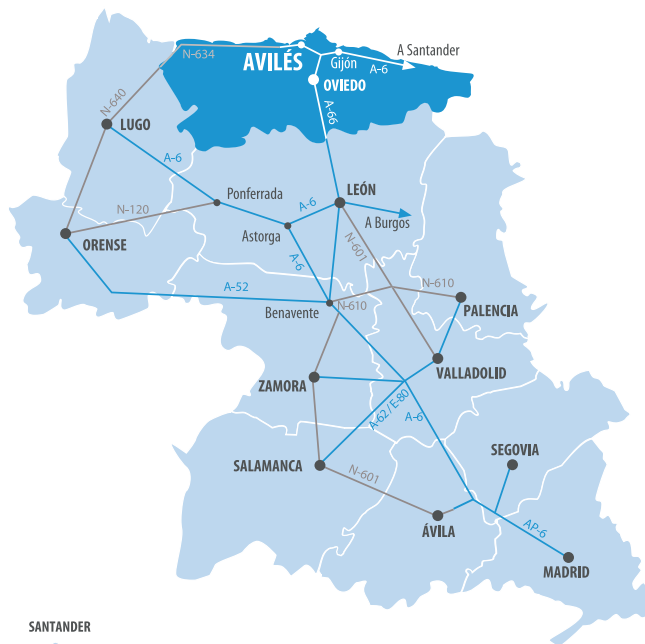 A Santander
N-634
AVILÉS
Gijón
A-6
OVIEDO
N-640
A-66
LUGO
A-6
Ponferrada
LEÓN
A-6
N-120
A Burgos
Astorga
ORENSE
N-601
A-6
A-52
N-610
Benavente
N-610
PALENCIA
VALLADOLID
ZAMORA
A-62 / E-80
A-6
SEGOVIA
SALAMANCA
N-601
ÁVILA
AP-6
MADRID
SANTANDER